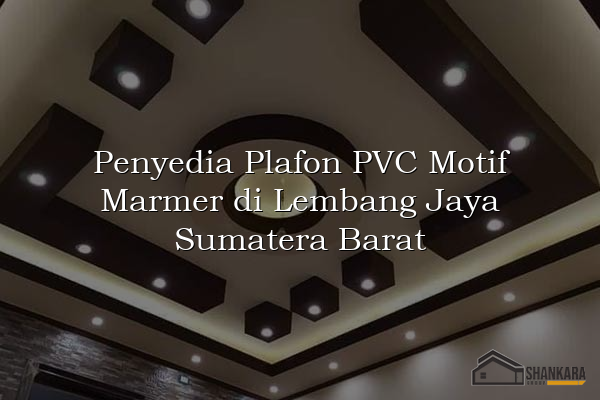 Penyedia Plafon PVC Motif
Marmer di Lembang Jaya
Sumatera Barat
SHANKARA